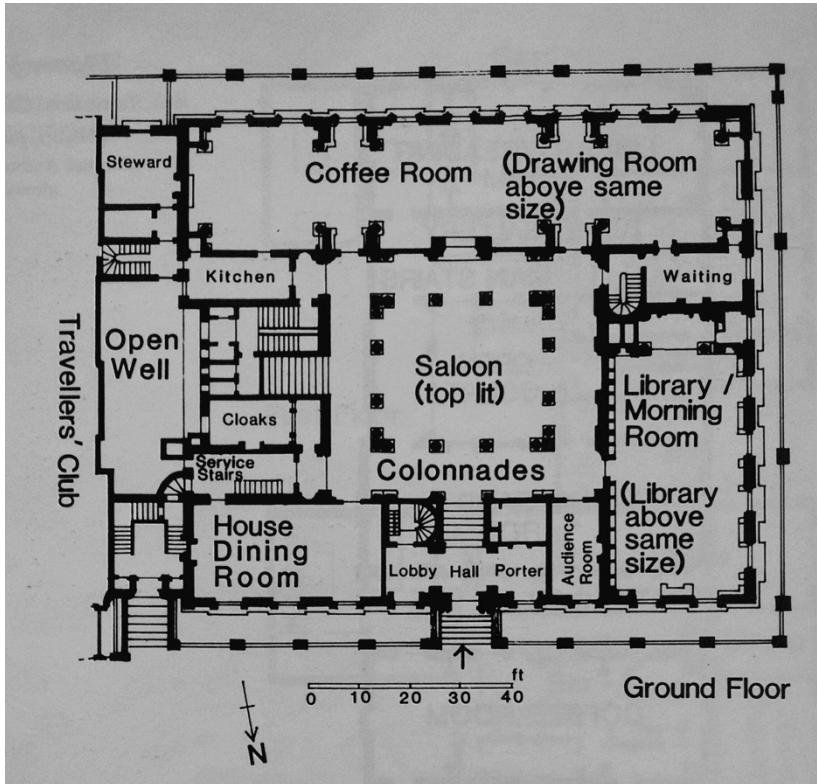 Steward
Coffee Room
(Drawing Room
above same
size)
Kitchen
Waiting
Open
Well
Travellers' Club
Saloon
(top lit)
Library /
Morning
Room
Cloaks
Service
Stairs
Colonnades
(Library
above
same
size)
House
Dining
Room
Lobby
Hall
Porter
Audience
Room
ft
0 10 20 30 40
Ground Floor
N